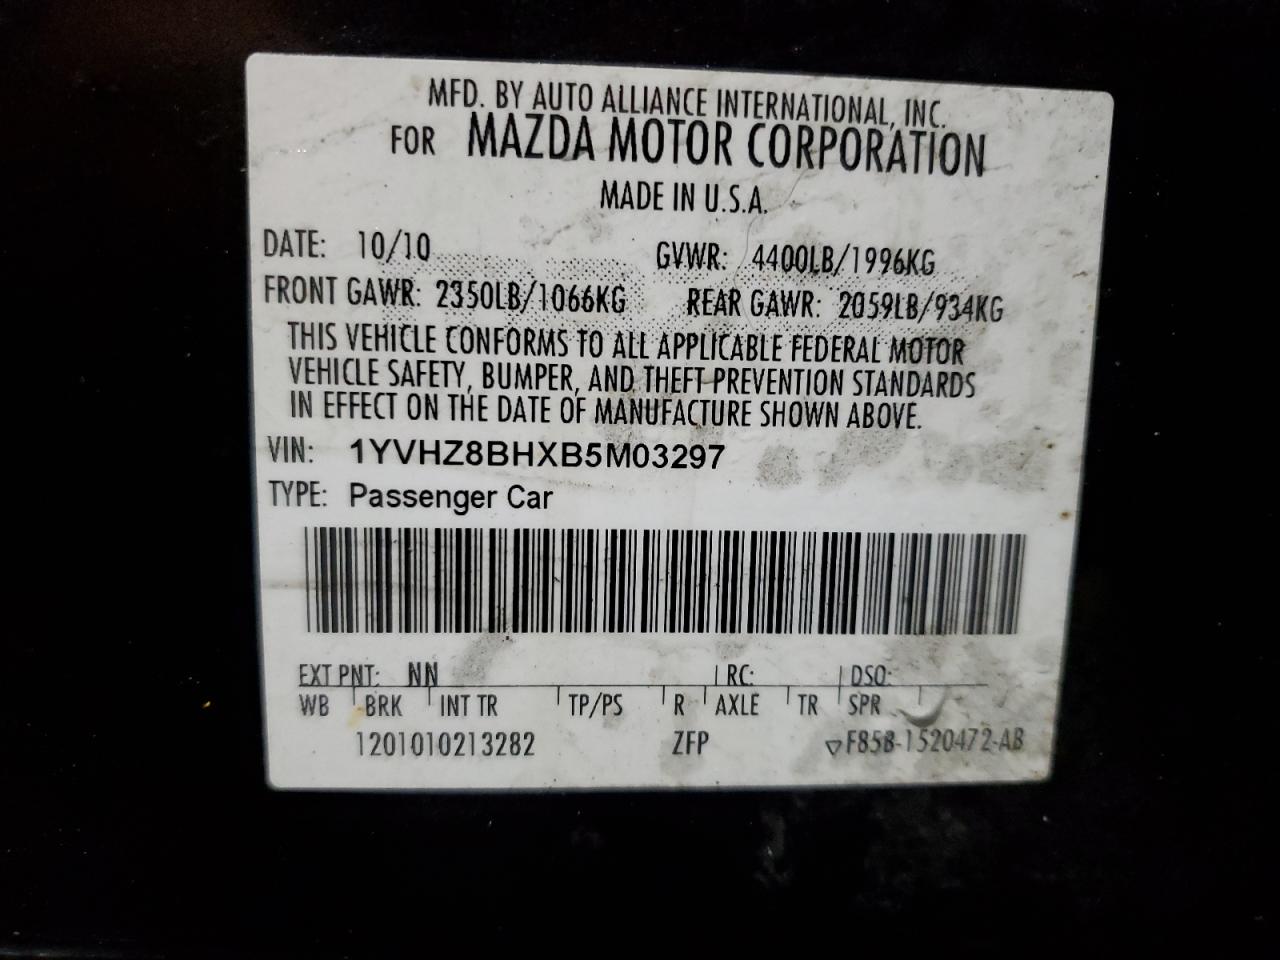 MFD. BY AUTO ALLIANCE INTERNATIONAL, INC.
FOR MAZDA MOTOR CORPORATION
MADE IN U.S.A.
DATE: 10/10 GVWR: 4400LB/1996KG
FRONT GAWR: 2350LB/1066KG REAR GAWR: 2059LB/934KG
THIS VEHICLE CONFORMS TO ALL APPLICABLE FEDERAL MOTOR
VEHICLE SAFETY, BUMPER, AND THEFT PREVENTION STANDARDS
IN EFFECT ON THE DATE OF MANUFACTURE SHOWN ABOVE.
VIN: 1YVHZ8BHXB5M03297
TYPE: Passenger Car
EXT PNT: NN RC: DSO:
WB BRK INT TR TP/PS R AXLE TR SPR
1201010213282 ZFP F85B-1520472-AB